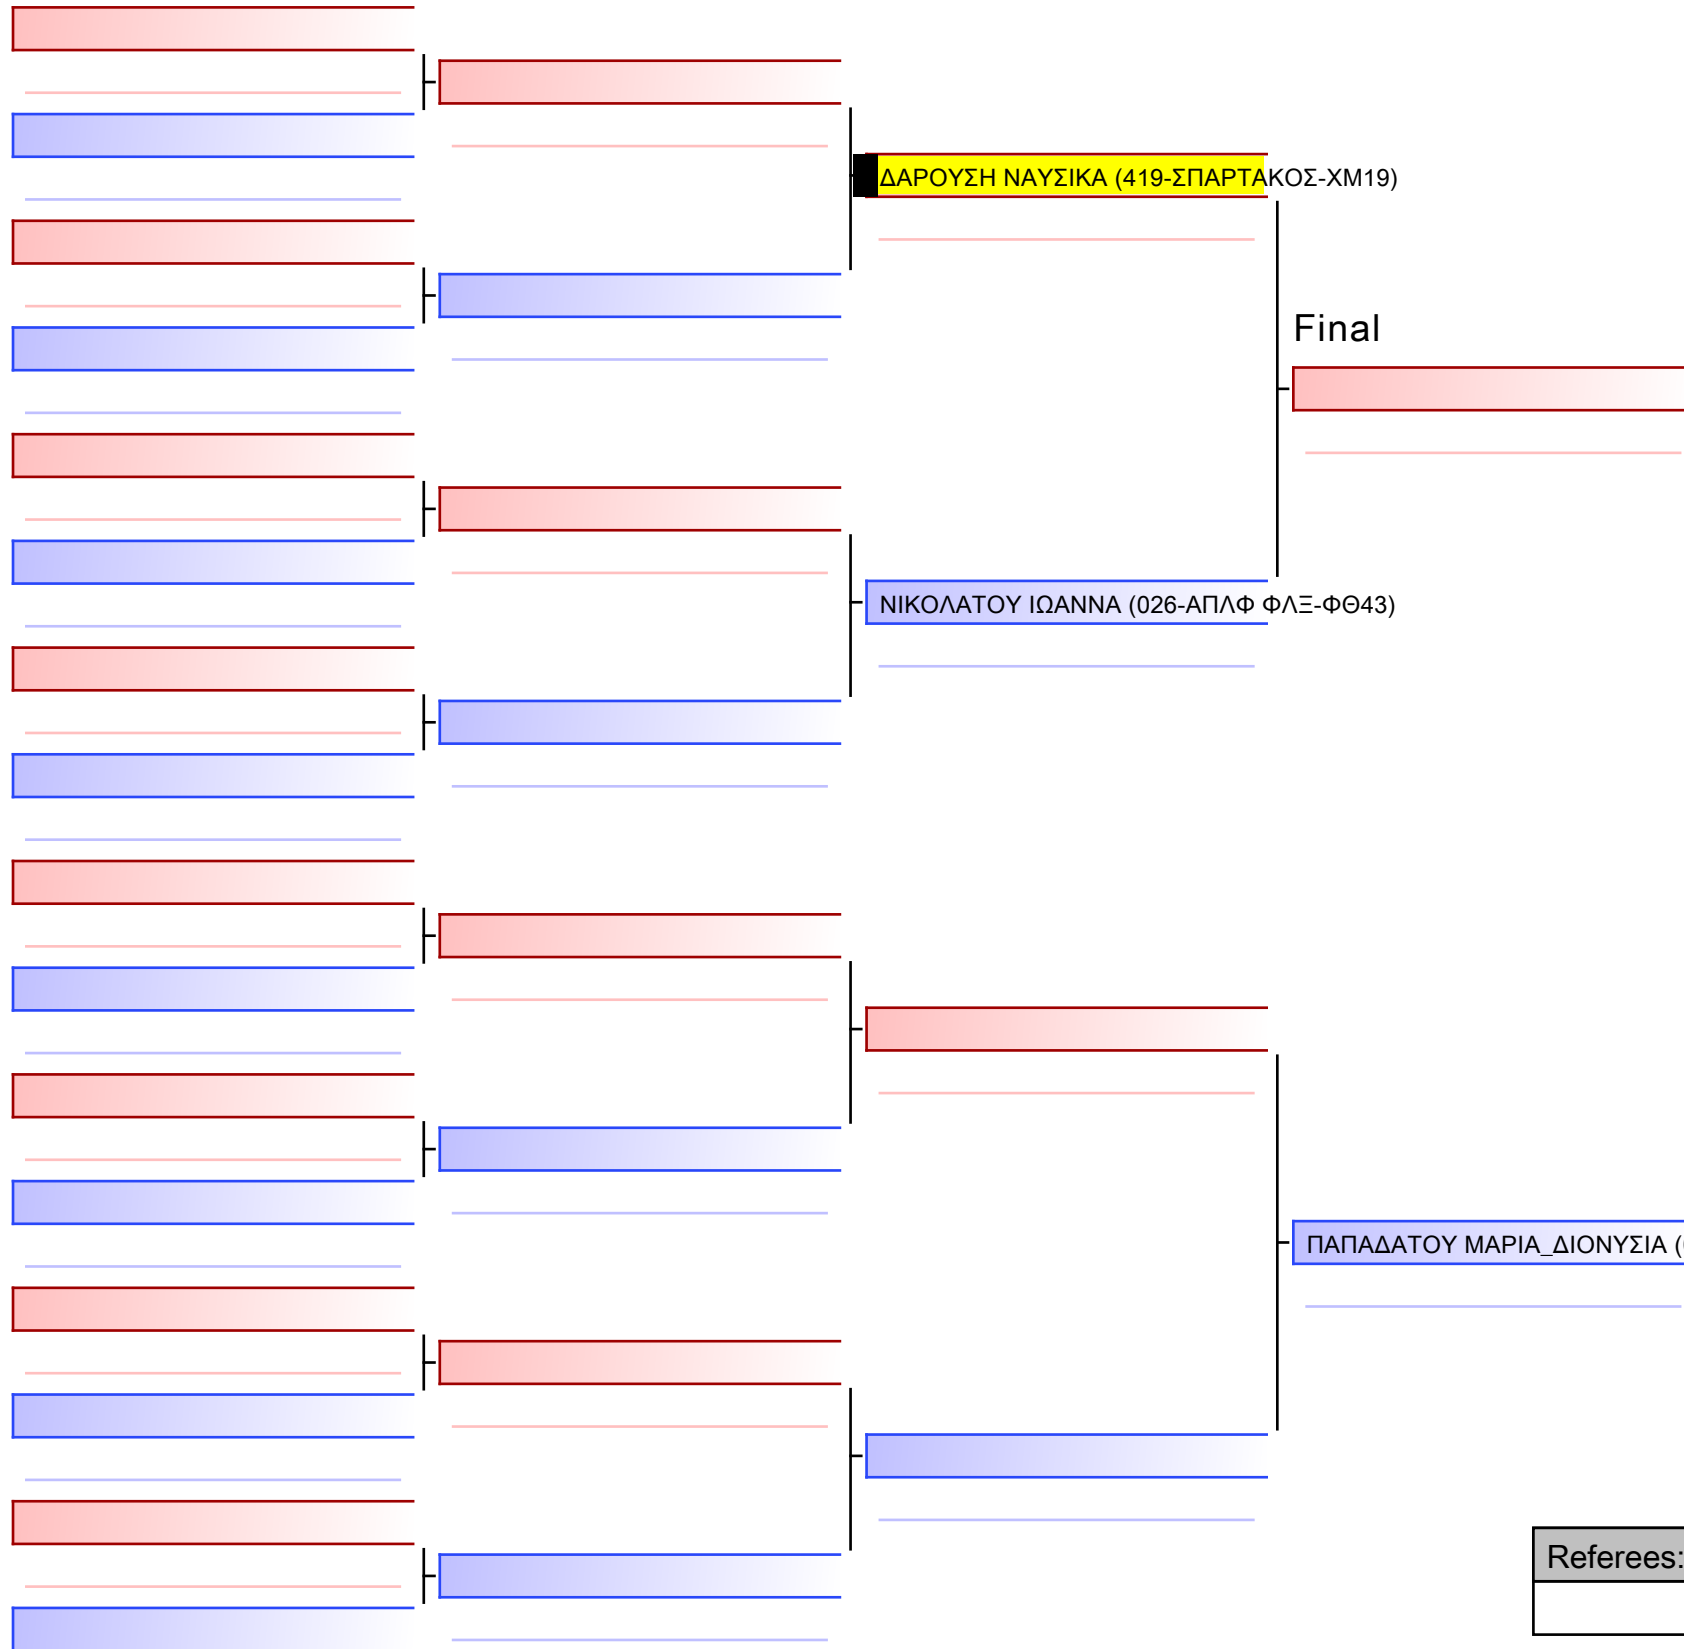 ΔΑΡΟΥΣΗ ΝΑΥΣΙΚΑ (419-ΣΠΑΡΤΑΚΟΣ-ΧΜ19)
Final
ΝΙΚΟΛΑΤΟΥ ΙΩΑΝΝΑ (026-ΑΠΛΦ ΦΛΞ-ΦΘ43)
ΠΑΠΑΔΑΤΟΥ ΜΑΡΙΑ_ΔΙΟΝΥΣΙΑ (
Referees: